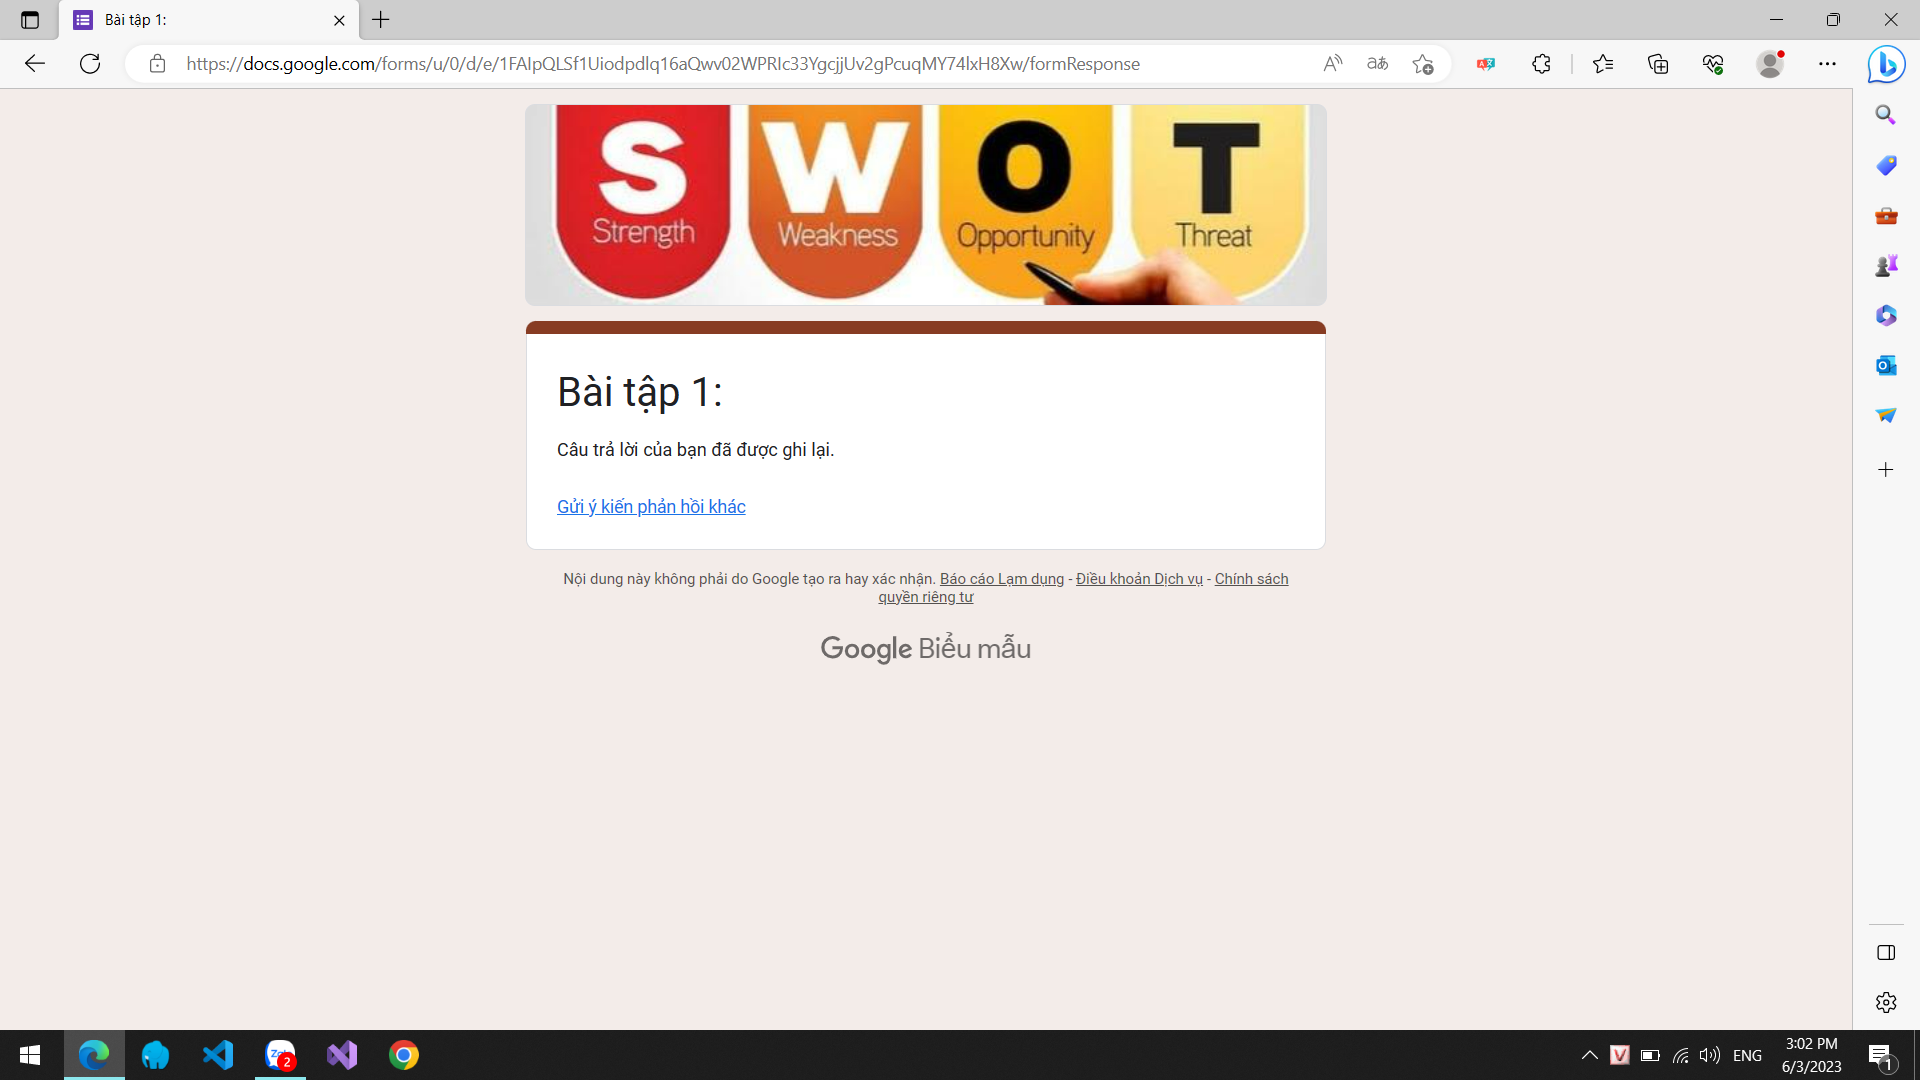 Bài tập 1:
https://docs.google.com/forms/u/0/d/e/1FAIpQLSf1Uiodpdlq16aQwv02WPRIc33YgcjjUv2gPcuqMY74lxH8Xw/formResponse
S W O T
Strength Weakness Opportunity Threat
Bài tập 1:
Câu trả lời của bạn đã được ghi lại.
Gửi ý kiến phản hồi khác
Nội dung này không phải do Google tạo ra hay xác nhận. Báo cáo Lạm dụng - Điều khoản Dịch vụ - Chính sách
quyền riêng tư
Google Biểu mẫu
2
ENG
3:02 PM
6/3/2023
1